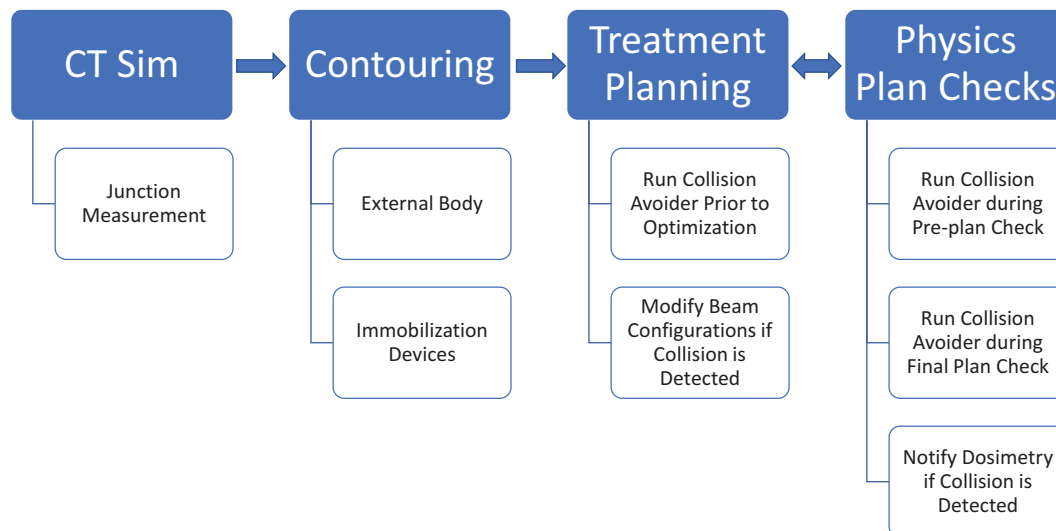 CT Sim
Junction
Measurement
Contouring
External Body
Immobilization
Devices
Treatment
Planning
Run Collision
Avoider Prior to
Optimization
Modify Beam
Configurations if
Collision is
Detected
Physics
Plan Checks
Run Collision
Avoider during
Pre-plan Check
Run Collision
Avoider during
Final Plan Check
Notify Dosimetry
if Collision is
Detected